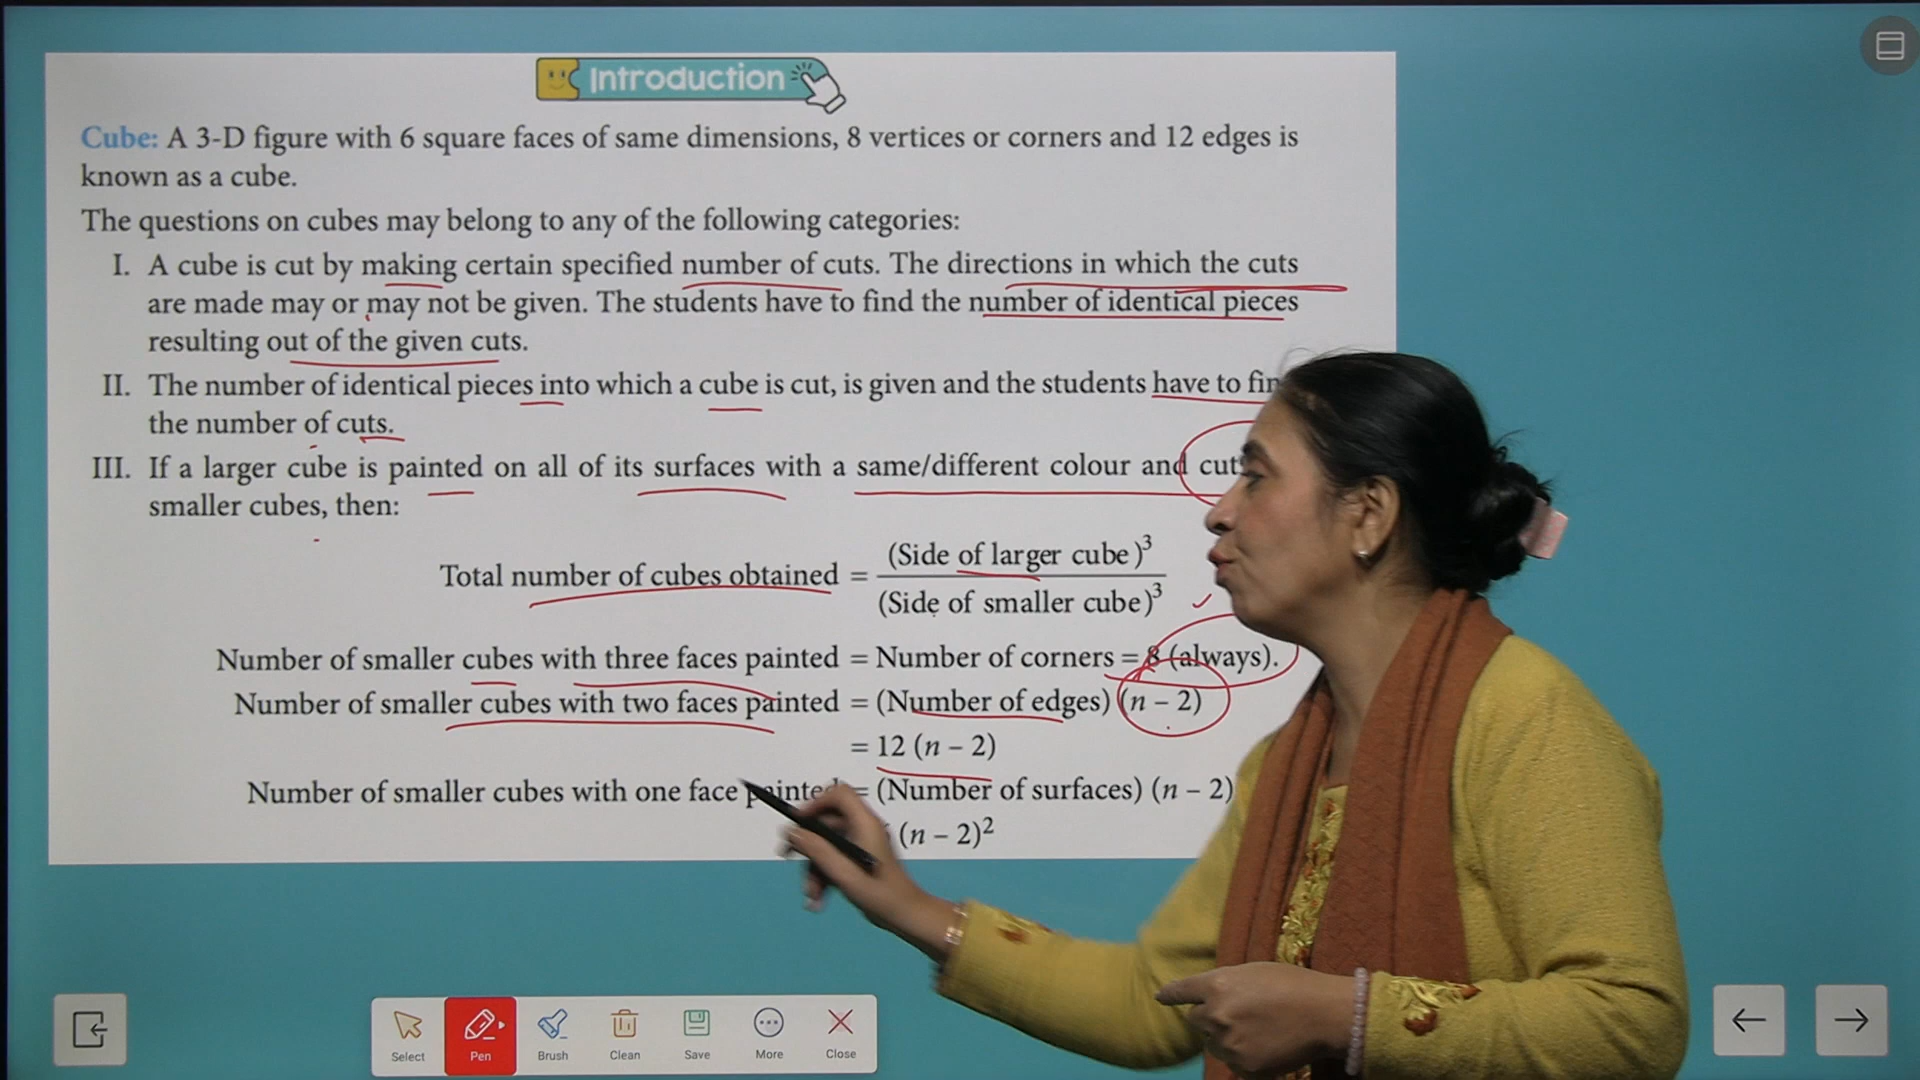 Introduction
Cube: A 3-D figure with 6 square faces of same dimensions, 8 vertices or corners and 12 edges is
known as a cube.
The questions on cubes may belong to any of the following categories:
I. A cube is cut by making certain specified number of cuts. The directions in which the cuts
are made may or may not be given. The students have to find the number of identical pieces
resulting out of the given cuts.
II. The number of identical pieces into which a cube is cut, is given and the students have to
the number of cuts.
III. If a larger cube is painted on all of its surfaces with a same/different colour and cut
smaller cubes, then:
Total number of cubes obtained = (Side of larger cube)³
(Side of smaller cube)³
Number of smaller cubes with three faces painted = Number of corners = 8 (always).
Number of smaller cubes with two faces painted = (Number of edges) (n – 2)
= 12 (n – 2)
Number of smaller cubes with one face painted = (Number of surfaces) (n – 2)
(n – 2)²
Select Pen Brush Clean Save More Close